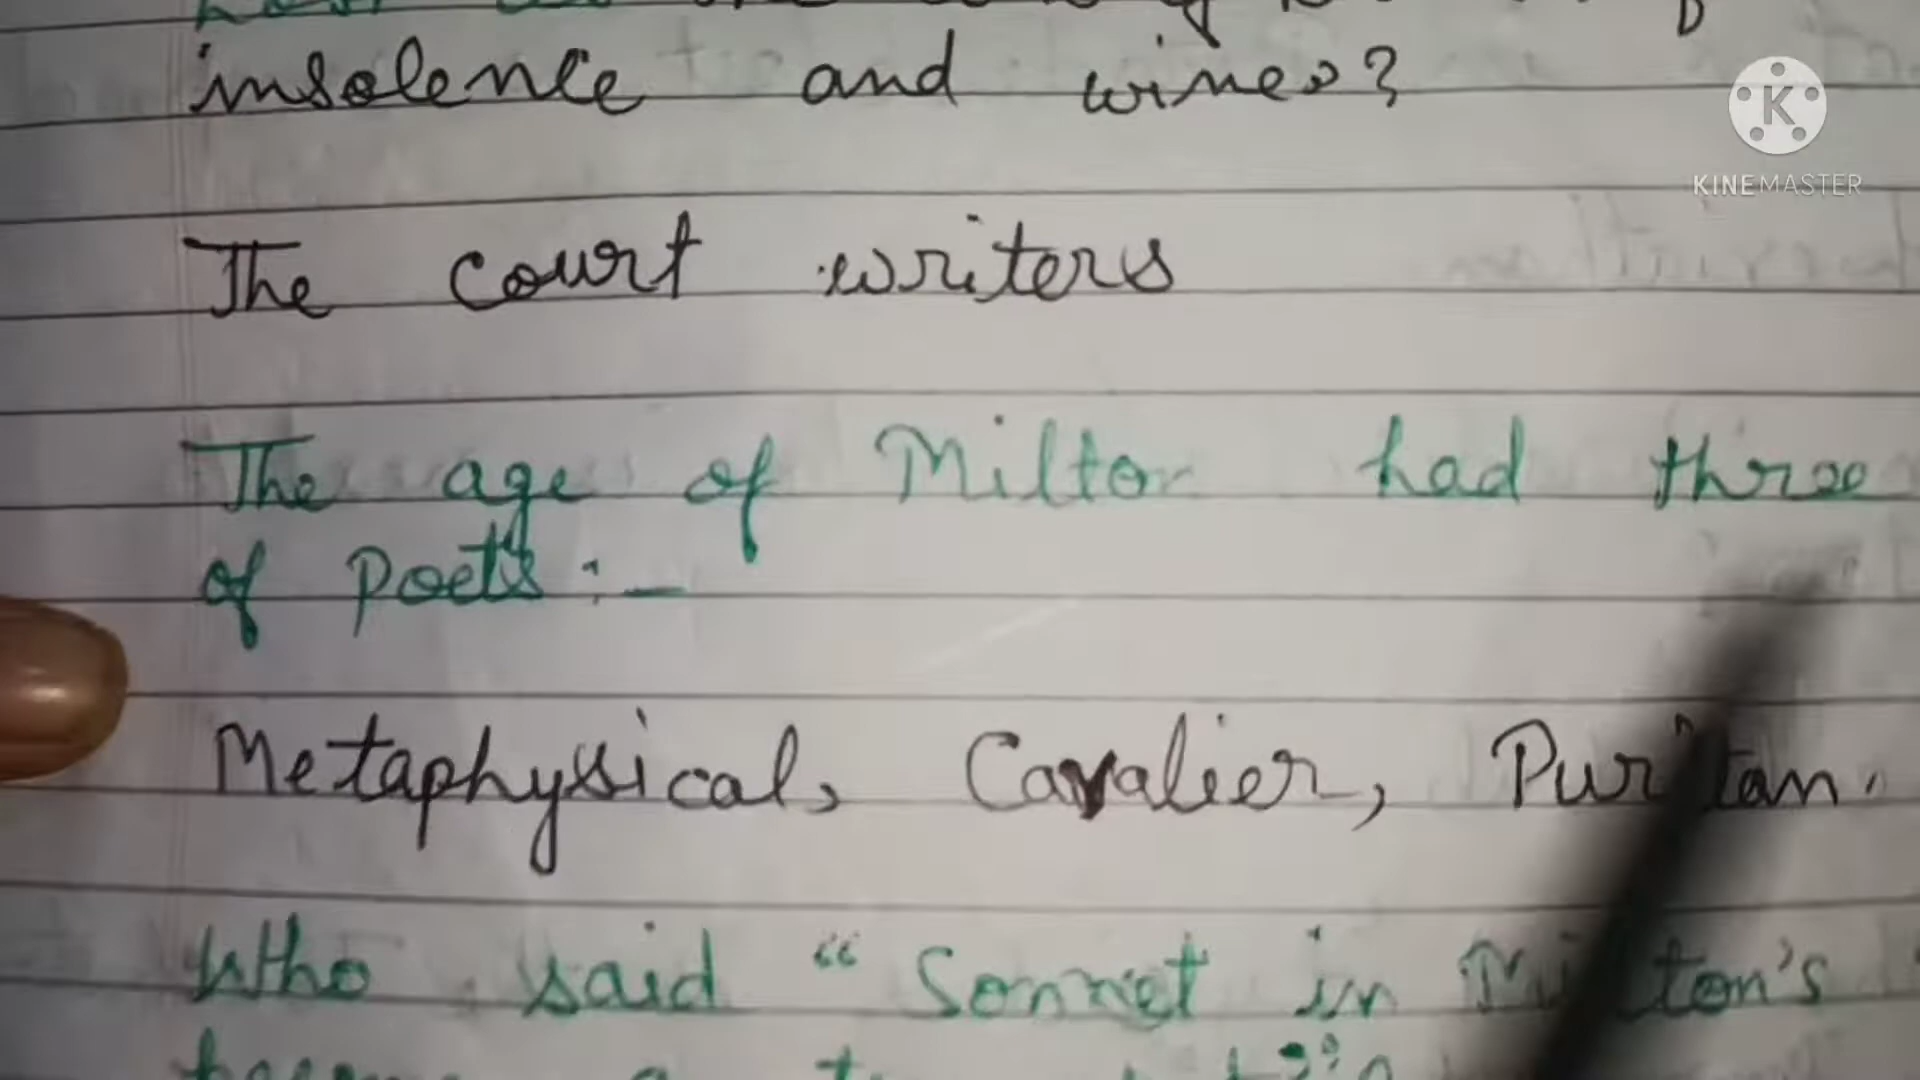 insolence and wines?
KINEMASTER
The court writers
The age of Milton had three
of Poets :-
Metaphysical, Cavalier, Puritan.
Who said “Sonnet in Milton's
a